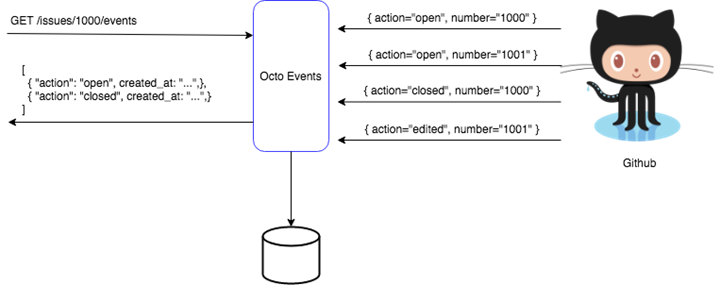 GET /issues/1000/events
[
{ "action": "open", created_at: "...",},
{ "action": "closed", created_at: "...",}
]
Octo Events
{ action="open", number="1000" }
{ action="open", number="1001" }
{ action="closed", number="1000" }
{ action="edited", number="1001" }
Github